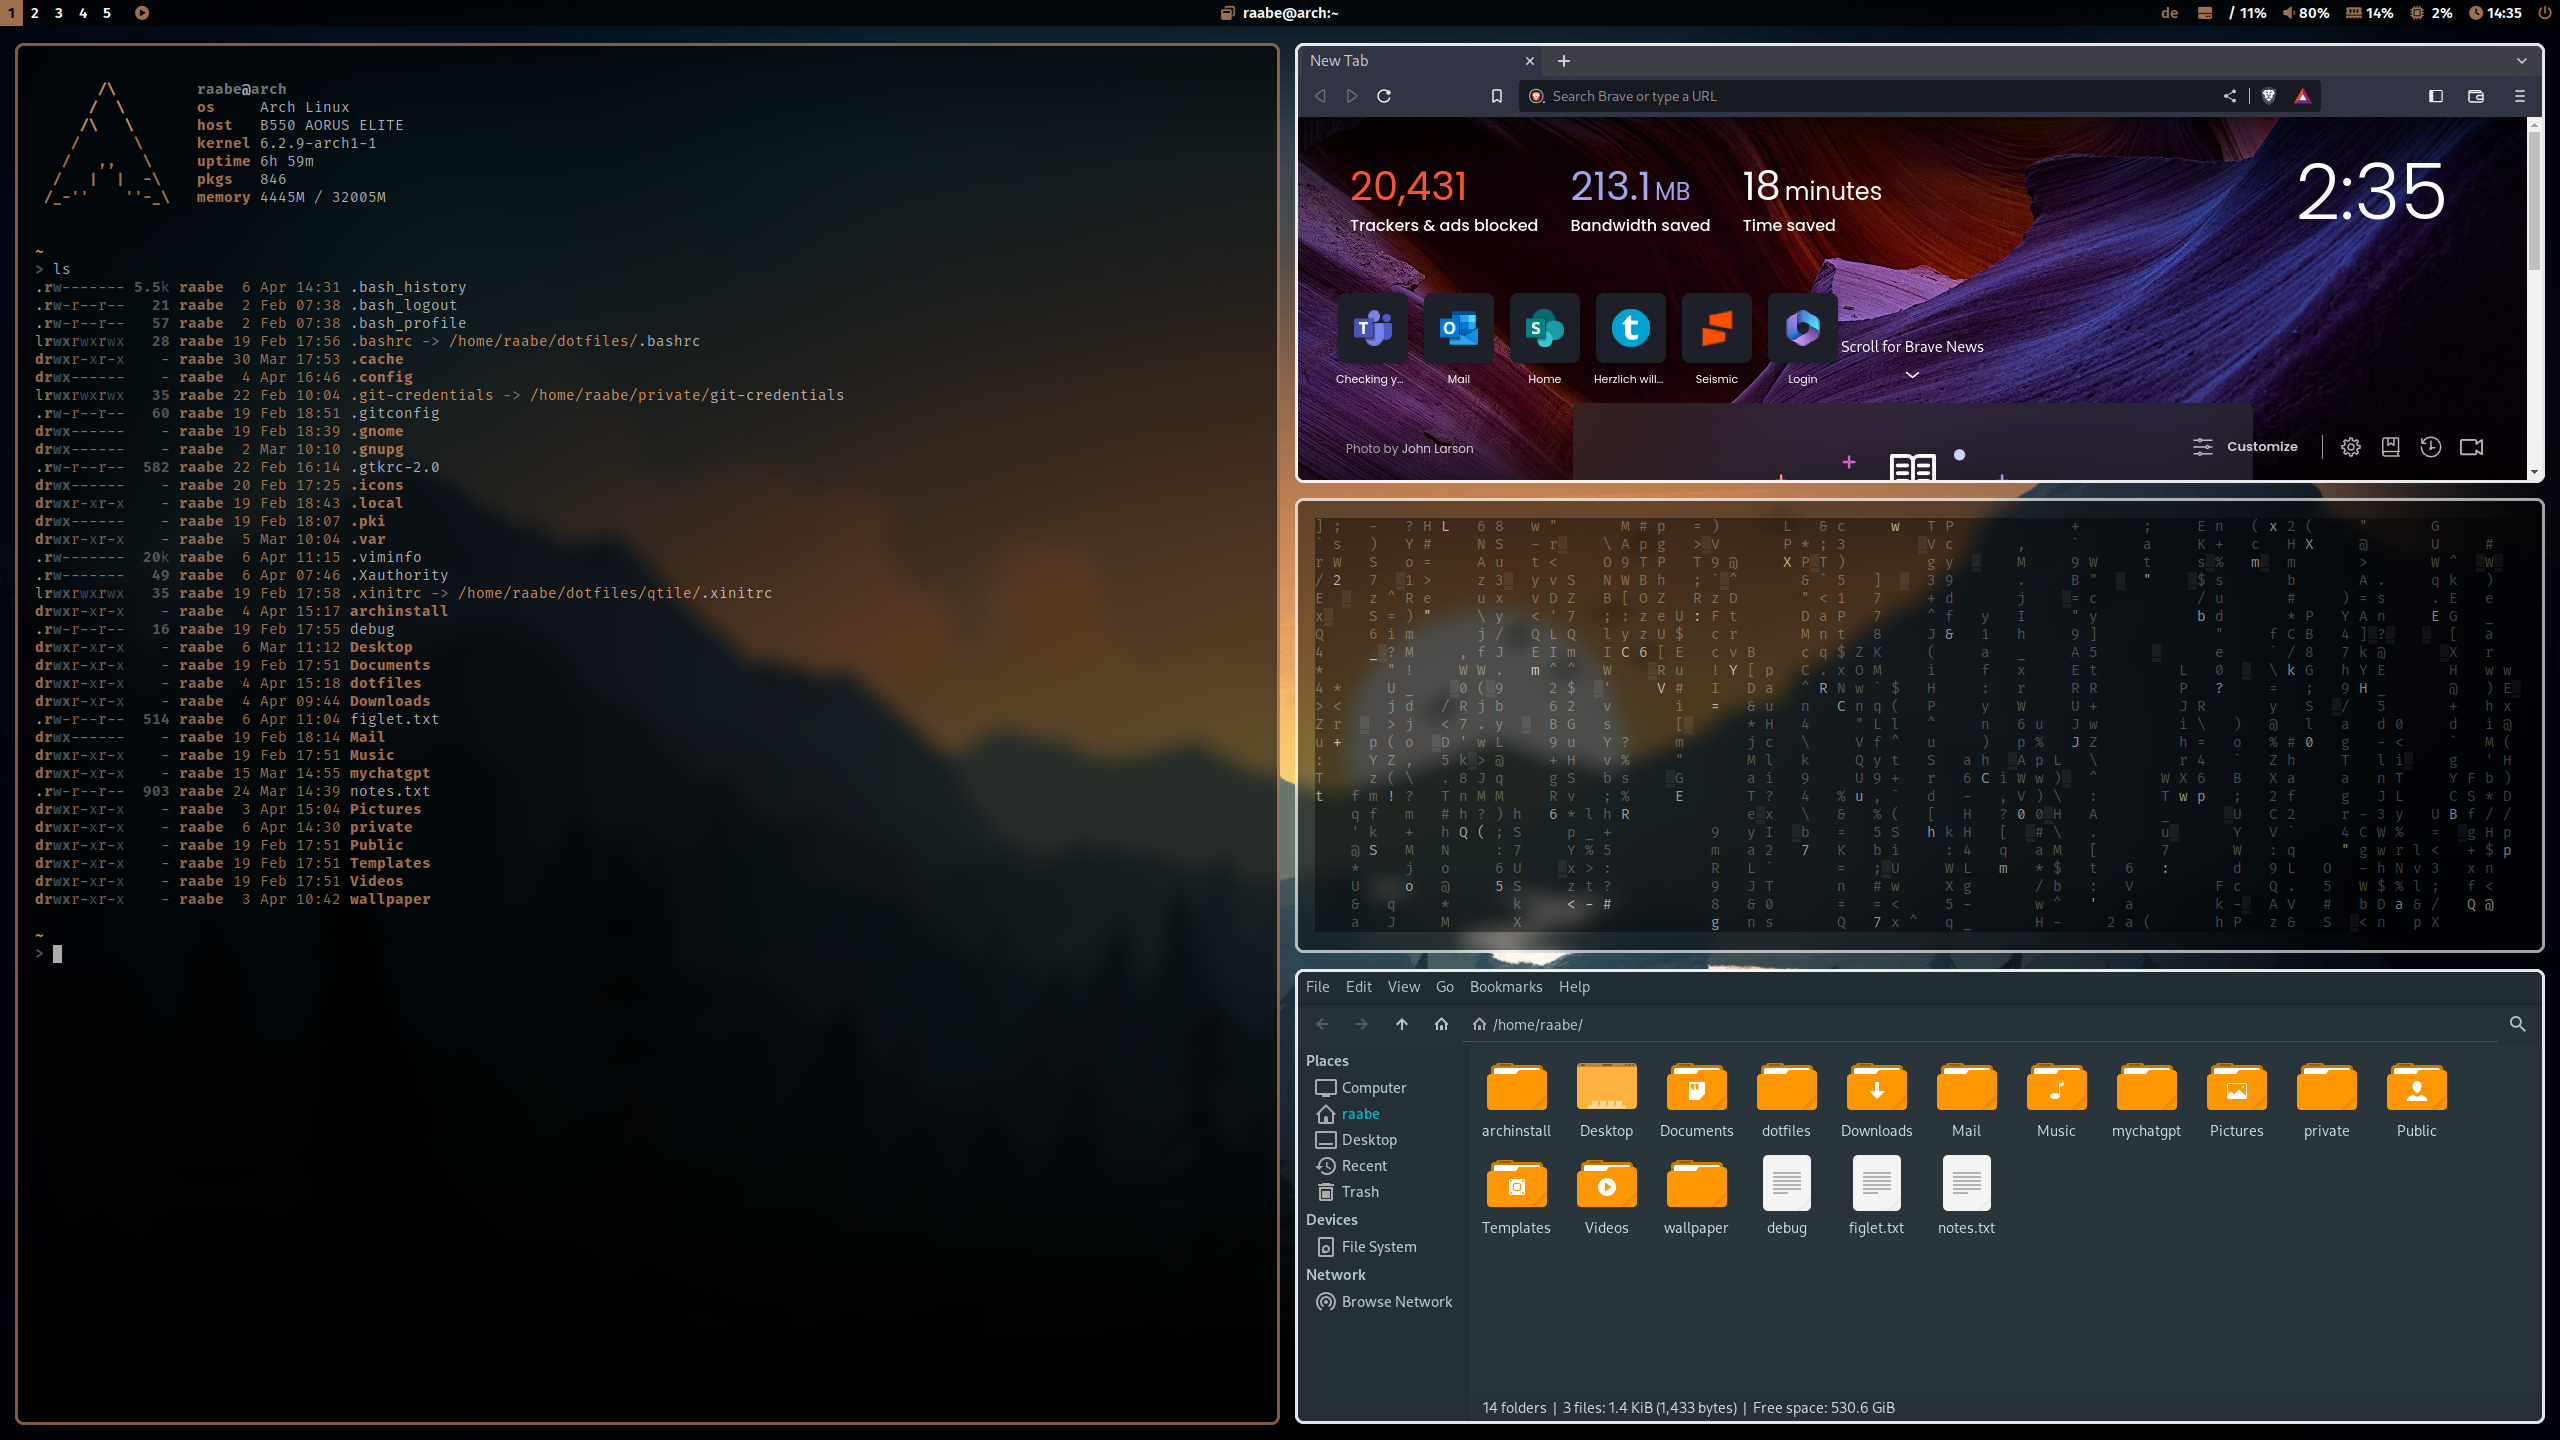 1 2 3 4 5
raabe@arch:~
de / 11% 80% 14% 2% 14:35
raabe@arch
os Arch Linux
host B550 AORUS ELITE
kernel 6.2.9-arch1-1
uptime 6h 59m
pkgs 846
memory 4445M / 32005M
~
> ls
.rw------- 5.5k raabe 6 Apr 14:31 .bash_history
.rw-r--r-- 21 raabe 2 Feb 07:38 .bash_logout
.rw-r--r-- 57 raabe 2 Feb 07:38 .bash_profile
lrwxrwxrwx 28 raabe 19 Feb 17:56 .bashrc -> /home/raabe/dotfiles/.bashrc
drwxr-xr-x - raabe 30 Mar 17:53 .cache
drwx------ - raabe 4 Apr 16:46 .config
lrwxrwxrwx 35 raabe 22 Feb 10:04 .git-credentials -> /home/raabe/private/git-credentials
.rw-r--r-- 60 raabe 19 Feb 18:51 .gitconfig
drwx------ - raabe 19 Feb 18:39 .gnome
drwx------ - raabe 2 Mar 10:10 .gnupg
.rw-r--r-- 582 raabe 22 Feb 16:14 .gtkrc-2.0
drwx------ - raabe 20 Feb 17:25 .icons
drwxr-xr-x - raabe 19 Feb 18:43 .local
drwxr-xr-x - raabe 19 Feb 18:07 .pki
drwxr-xr-x - raabe 5 Mar 10:04 .var
.rw------- 20k raabe 6 Apr 11:15 .viminfo
.rw------- 49 raabe 6 Apr 07:46 .Xauthority
lrwxrwxrwx 35 raabe 19 Feb 17:58 .xinitrc -> /home/raabe/dotfiles/qtile/.xinitrc
drwxr-xr-x - raabe 4 Apr 15:17 archinstall
.rw-r--r-- 16 raabe 19 Feb 17:55 debug
drwxr-xr-x - raabe 6 Mar 11:12 Desktop
drwxr-xr-x - raabe 19 Feb 17:51 Documents
drwxr-xr-x - raabe 4 Apr 15:18 dotfiles
drwxr-xr-x - raabe 4 Apr 09:44 Downloads
.rw-r--r-- 514 raabe 6 Apr 11:04 figlet.txt
drwx------ - raabe 19 Feb 18:14 Mail
drwxr-xr-x - raabe 19 Feb 17:51 Music
drwxr-xr-x - raabe 15 Mar 14:55 mychatgpt
.rw-r--r-- 903 raabe 24 Mar 14:39 notes.txt
drwxr-xr-x - raabe 3 Apr 15:04 Pictures
drwxr-xr-x - raabe 6 Apr 14:30 private
drwxr-xr-x - raabe 19 Feb 17:51 Public
drwxr-xr-x - raabe 19 Feb 17:51 Templates
drwxr-xr-x - raabe 19 Feb 17:51 Videos
drwxr-xr-x - raabe 3 Apr 10:42 wallpaper
~
>
New Tab
Search Brave or type a URL
20,431 213.1 MB 18 minutes
Trackers & ads blocked Bandwidth saved Time saved
2:35
Checking y... Mail Home Herzlich will... Seismic Login
Scroll for Brave News
Photo by John Larson
Customize
File Edit View Go Bookmarks Help
/home/raabe/
Places
Computer
raabe
Desktop
Recent
Trash
Devices
File System
Network
Browse Network
archinstall Desktop Documents dotfiles Downloads Mail Music mychatgpt Pictures private Public
Templates Videos wallpaper debug figlet.txt notes.txt
14 folders | 3 files: 1.4 KiB (1,433 bytes) | Free space: 530.6 GiB